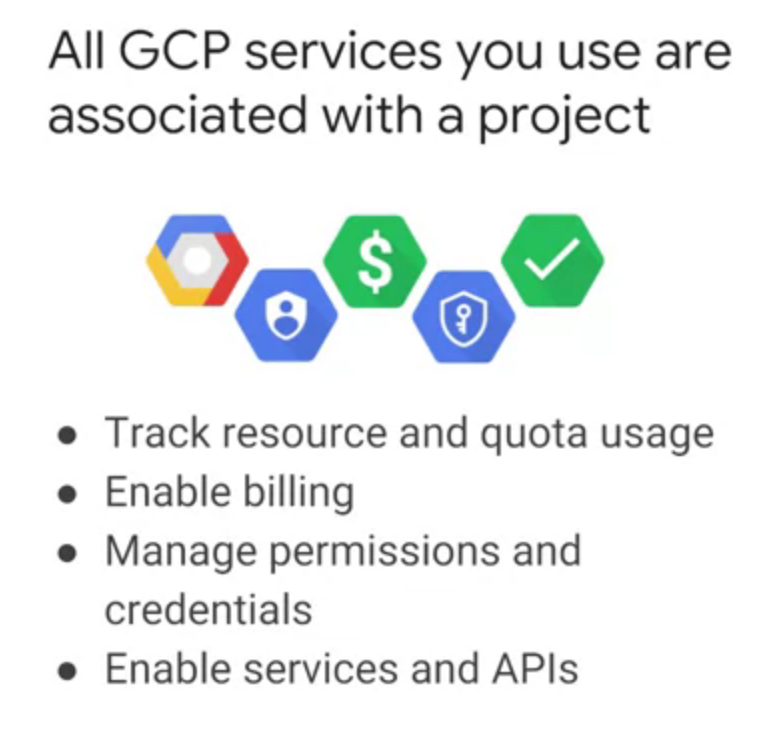 All GCP services you use are
associated with a project
$
● Track resource and quota usage
● Enable billing
● Manage permissions and
credentials
● Enable services and APIs